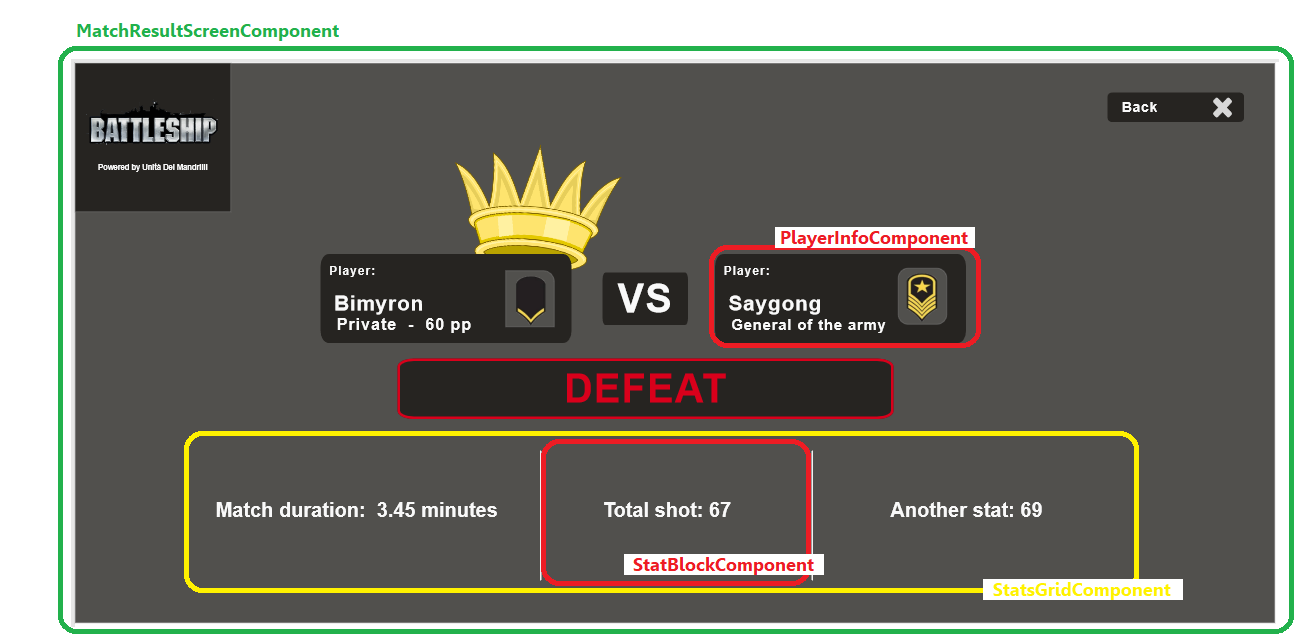 MatchResultScreenComponent
BATTLESHIP
Powered by Unità Dei Mandrilli
Back
PlayerInfoComponent
Player:
Bimyron
Private - 60 pp
VS
Player:
Saygong
General of the army
DEFEAT
Match duration: 3.45 minutes
Total shot: 67
Another stat: 69
StatBlockComponent
StatsGridComponent